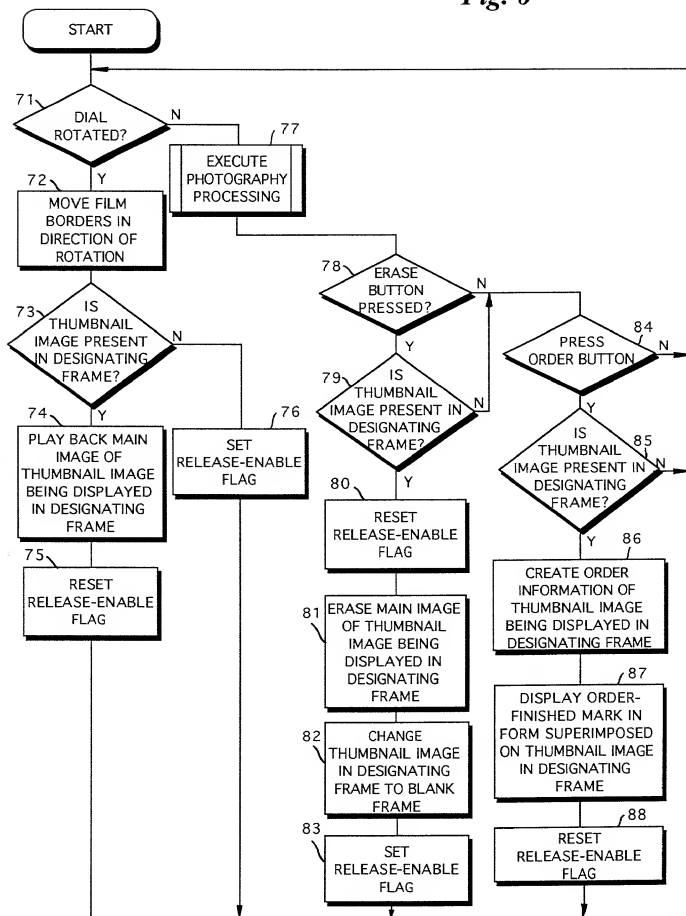 START
71
DIAL
ROTATED?
N
Y
72
MOVE FILM
BORDERS IN
DIRECTION OF
ROTATION
73
IS
THUMBNAIL
IMAGE PRESENT
IN DESIGNATING
FRAME?
N
Y
74
PLAY BACK MAIN
IMAGE OF
THUMBNAIL IMAGE
BEING DISPLAYED
IN DESIGNATING
FRAME
75
RESET
RELEASE-ENABLE
FLAG
76
SET
RELEASE-ENABLE
FLAG
77
EXECUTE
PHOTOGRAPHY
PROCESSING
78
ERASE
BUTTON
PRESSED?
N
Y
79
IS
THUMBNAIL
IMAGE PRESENT IN
DESIGNATING
FRAME?
N
Y
80
RESET
RELEASE-ENABLE
FLAG
81
ERASE MAIN IMAGE
OF THUMBNAIL
IMAGE BEING
DISPLAYED IN
DESIGNATING
FRAME
82
CHANGE
THUMBNAIL IMAGE
IN DESIGNATING
FRAME TO BLANK
FRAME
83
SET
RELEASE-ENABLE
FLAG
84
PRESS
ORDER BUTTON
N
Y
85
IS
THUMBNAIL
IMAGE PRESENT IN
DESIGNATING
FRAME?
N
Y
86
CREATE ORDER
INFORMATION OF
THUMBNAIL IMAGE
BEING DISPLAYED IN
DESIGNATING FRAME
87
DISPLAY ORDER-
FINISHED MARK IN
FORM SUPERIMPOSED
ON THUMBNAIL IMAGE
IN DESIGNATING
FRAME
88
RESET
RELEASE-ENABLE
FLAG